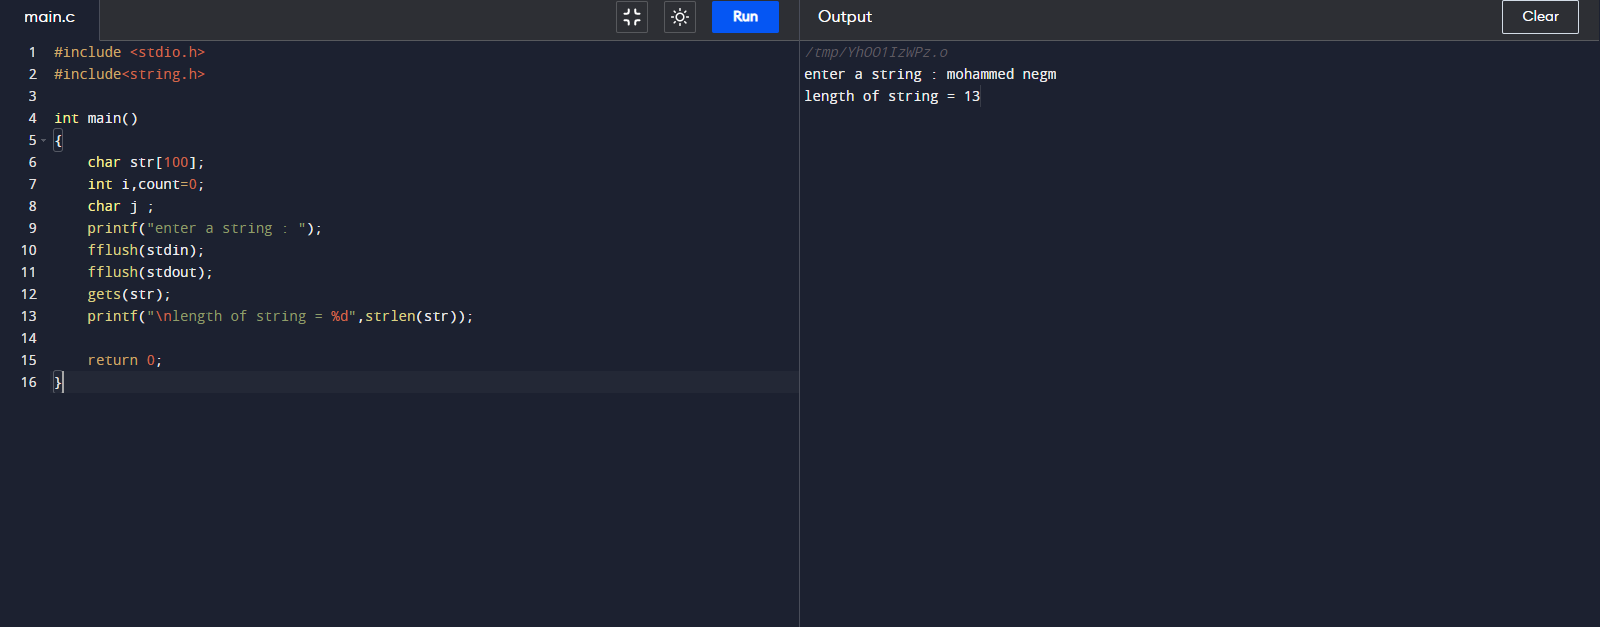 main.c
Run
Output
Clear
1 #include <stdio.h>
2 #include<string.h>
3
4 int main()
5 {
6     char str[100];
7     int i,count=0;
8     char j ;
9     printf("enter a string : ");
10     fflush(stdin);
11     fflush(stdout);
12     gets(str);
13     printf("\nlength of string = %d",strlen(str));
14
15     return 0;
16 }
/tmp/YhOO1IzWPz.o
enter a string : mohammed negm
length of string = 13